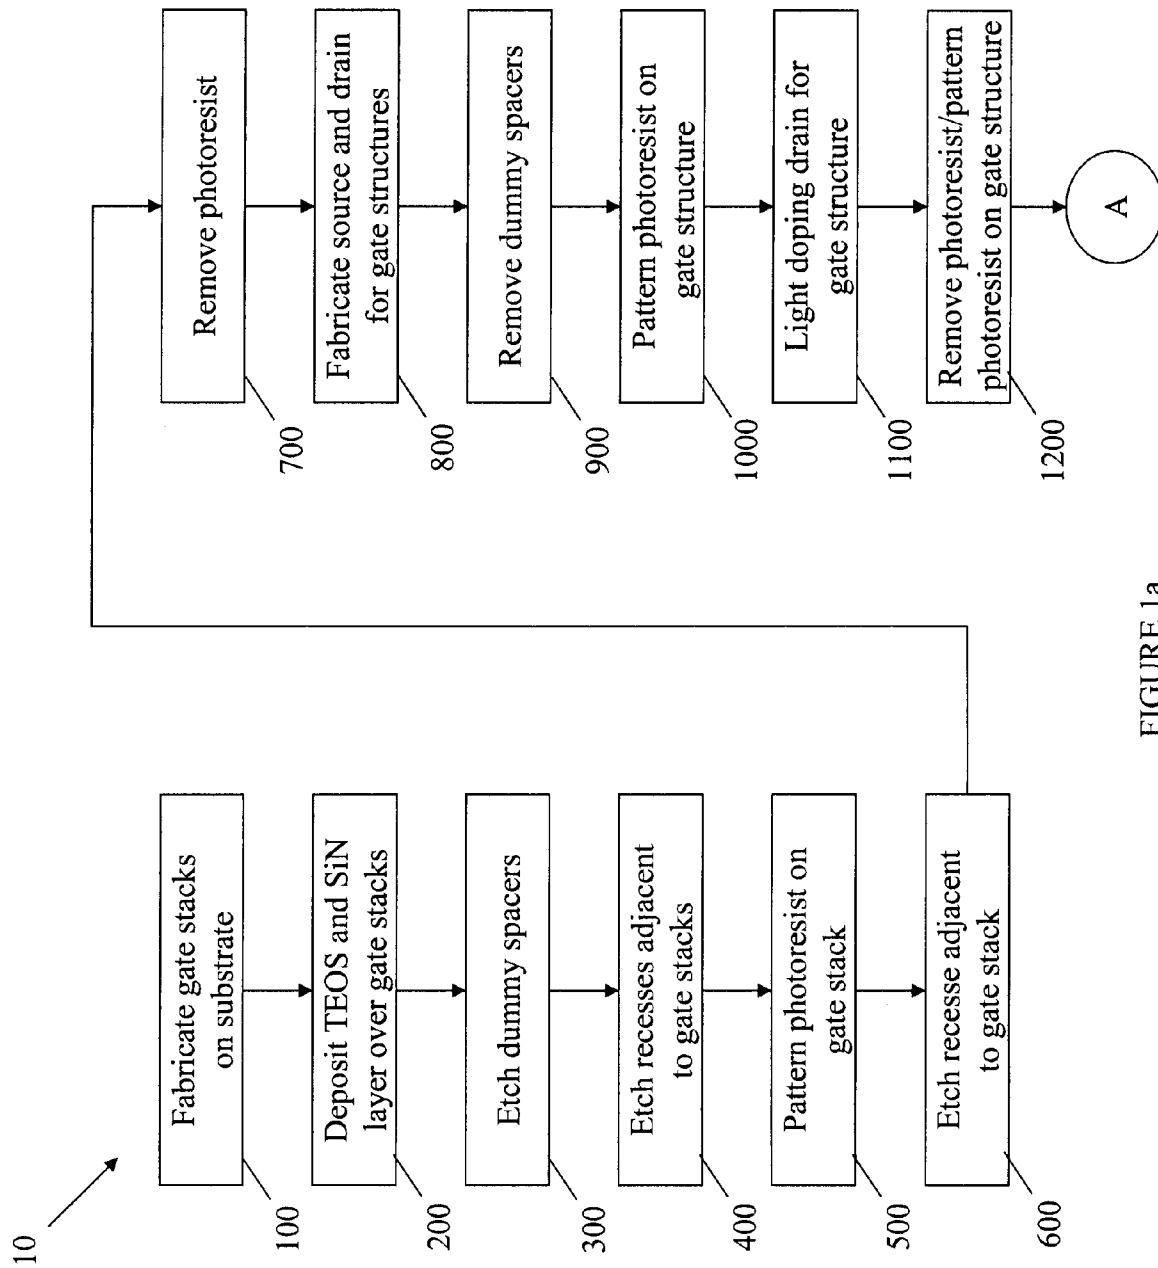 10
Fabricate gate stacks
on substrate
100
Deposit TEOS and SiN
layer over gate stacks
200
Etch dummy spacers
300
Etch recesses adjacent
to gate stacks
400
Pattern photoresist on
gate stack
500
Etch recesse adjacent
to gate stack
600
Remove photoresist
700
Fabricate source and drain
for gate structures
800
Remove dummy spacers
900
Pattern photoresist on
gate structure
1000
Light doping drain for
gate structure
1100
Remove photoresist/pattern
photoresist on gate structure
1200
A
FIGURE 1a